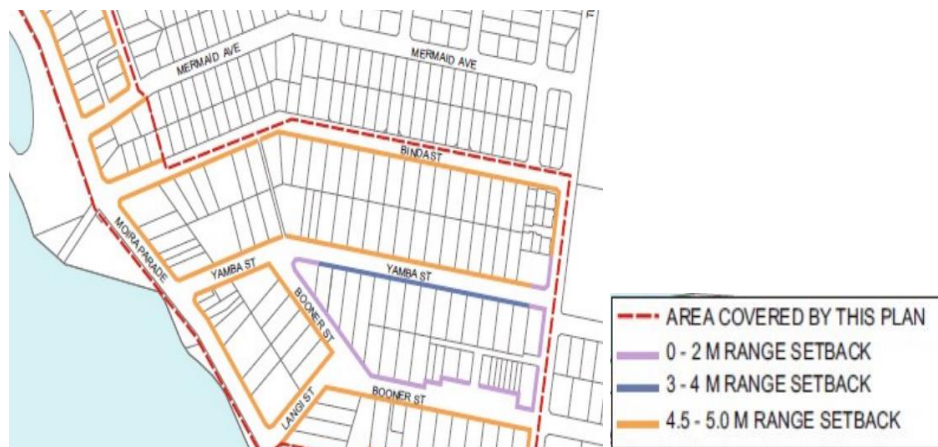 MERMAID AVE
MERMAID AVE
BINDA ST
MOIRA PARADE
YAMBA ST
YAMBA ST
BOONER ST
BOONER ST
LANGI ST
AREA COVERED BY THIS PLAN
0 - 2 M RANGE SETBACK
3 - 4 M RANGE SETBACK
4.5 - 5.0 M RANGE SETBACK